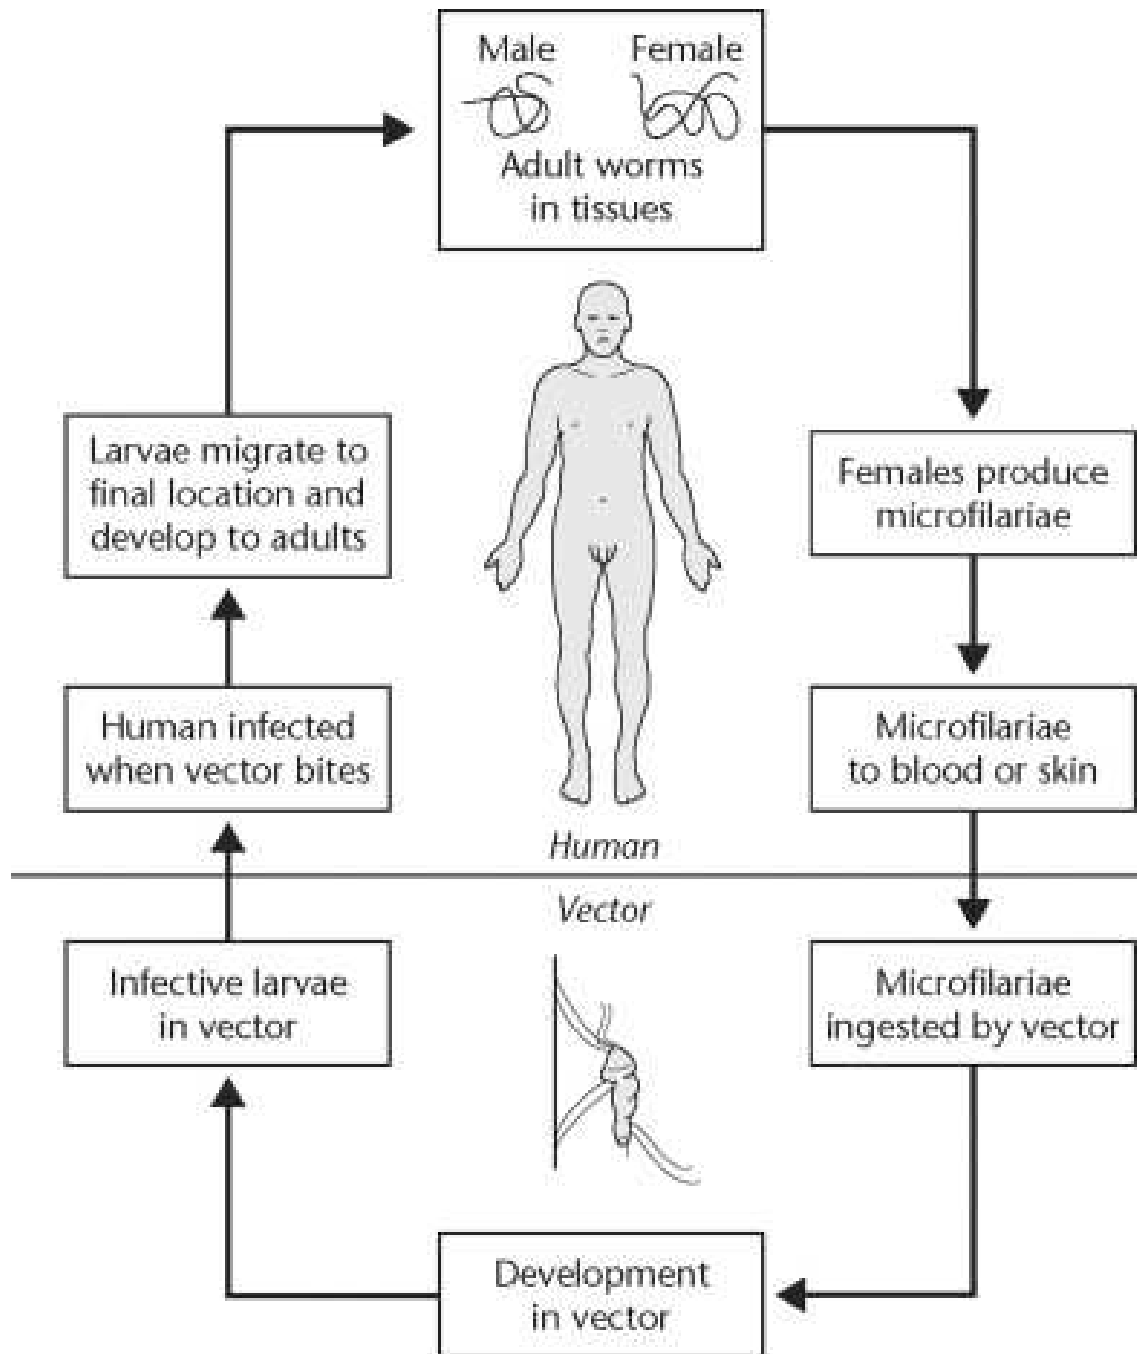 Male Female
Adult worms
in tissues
Females produce
microfilariae
Microfilariae
to blood or skin
Microfilariae
ingested by vector
Development
in vector
Infective larvae
in vector
Human infected
when vector bites
Larvae migrate to
final location and
develop to adults
Human
Vector